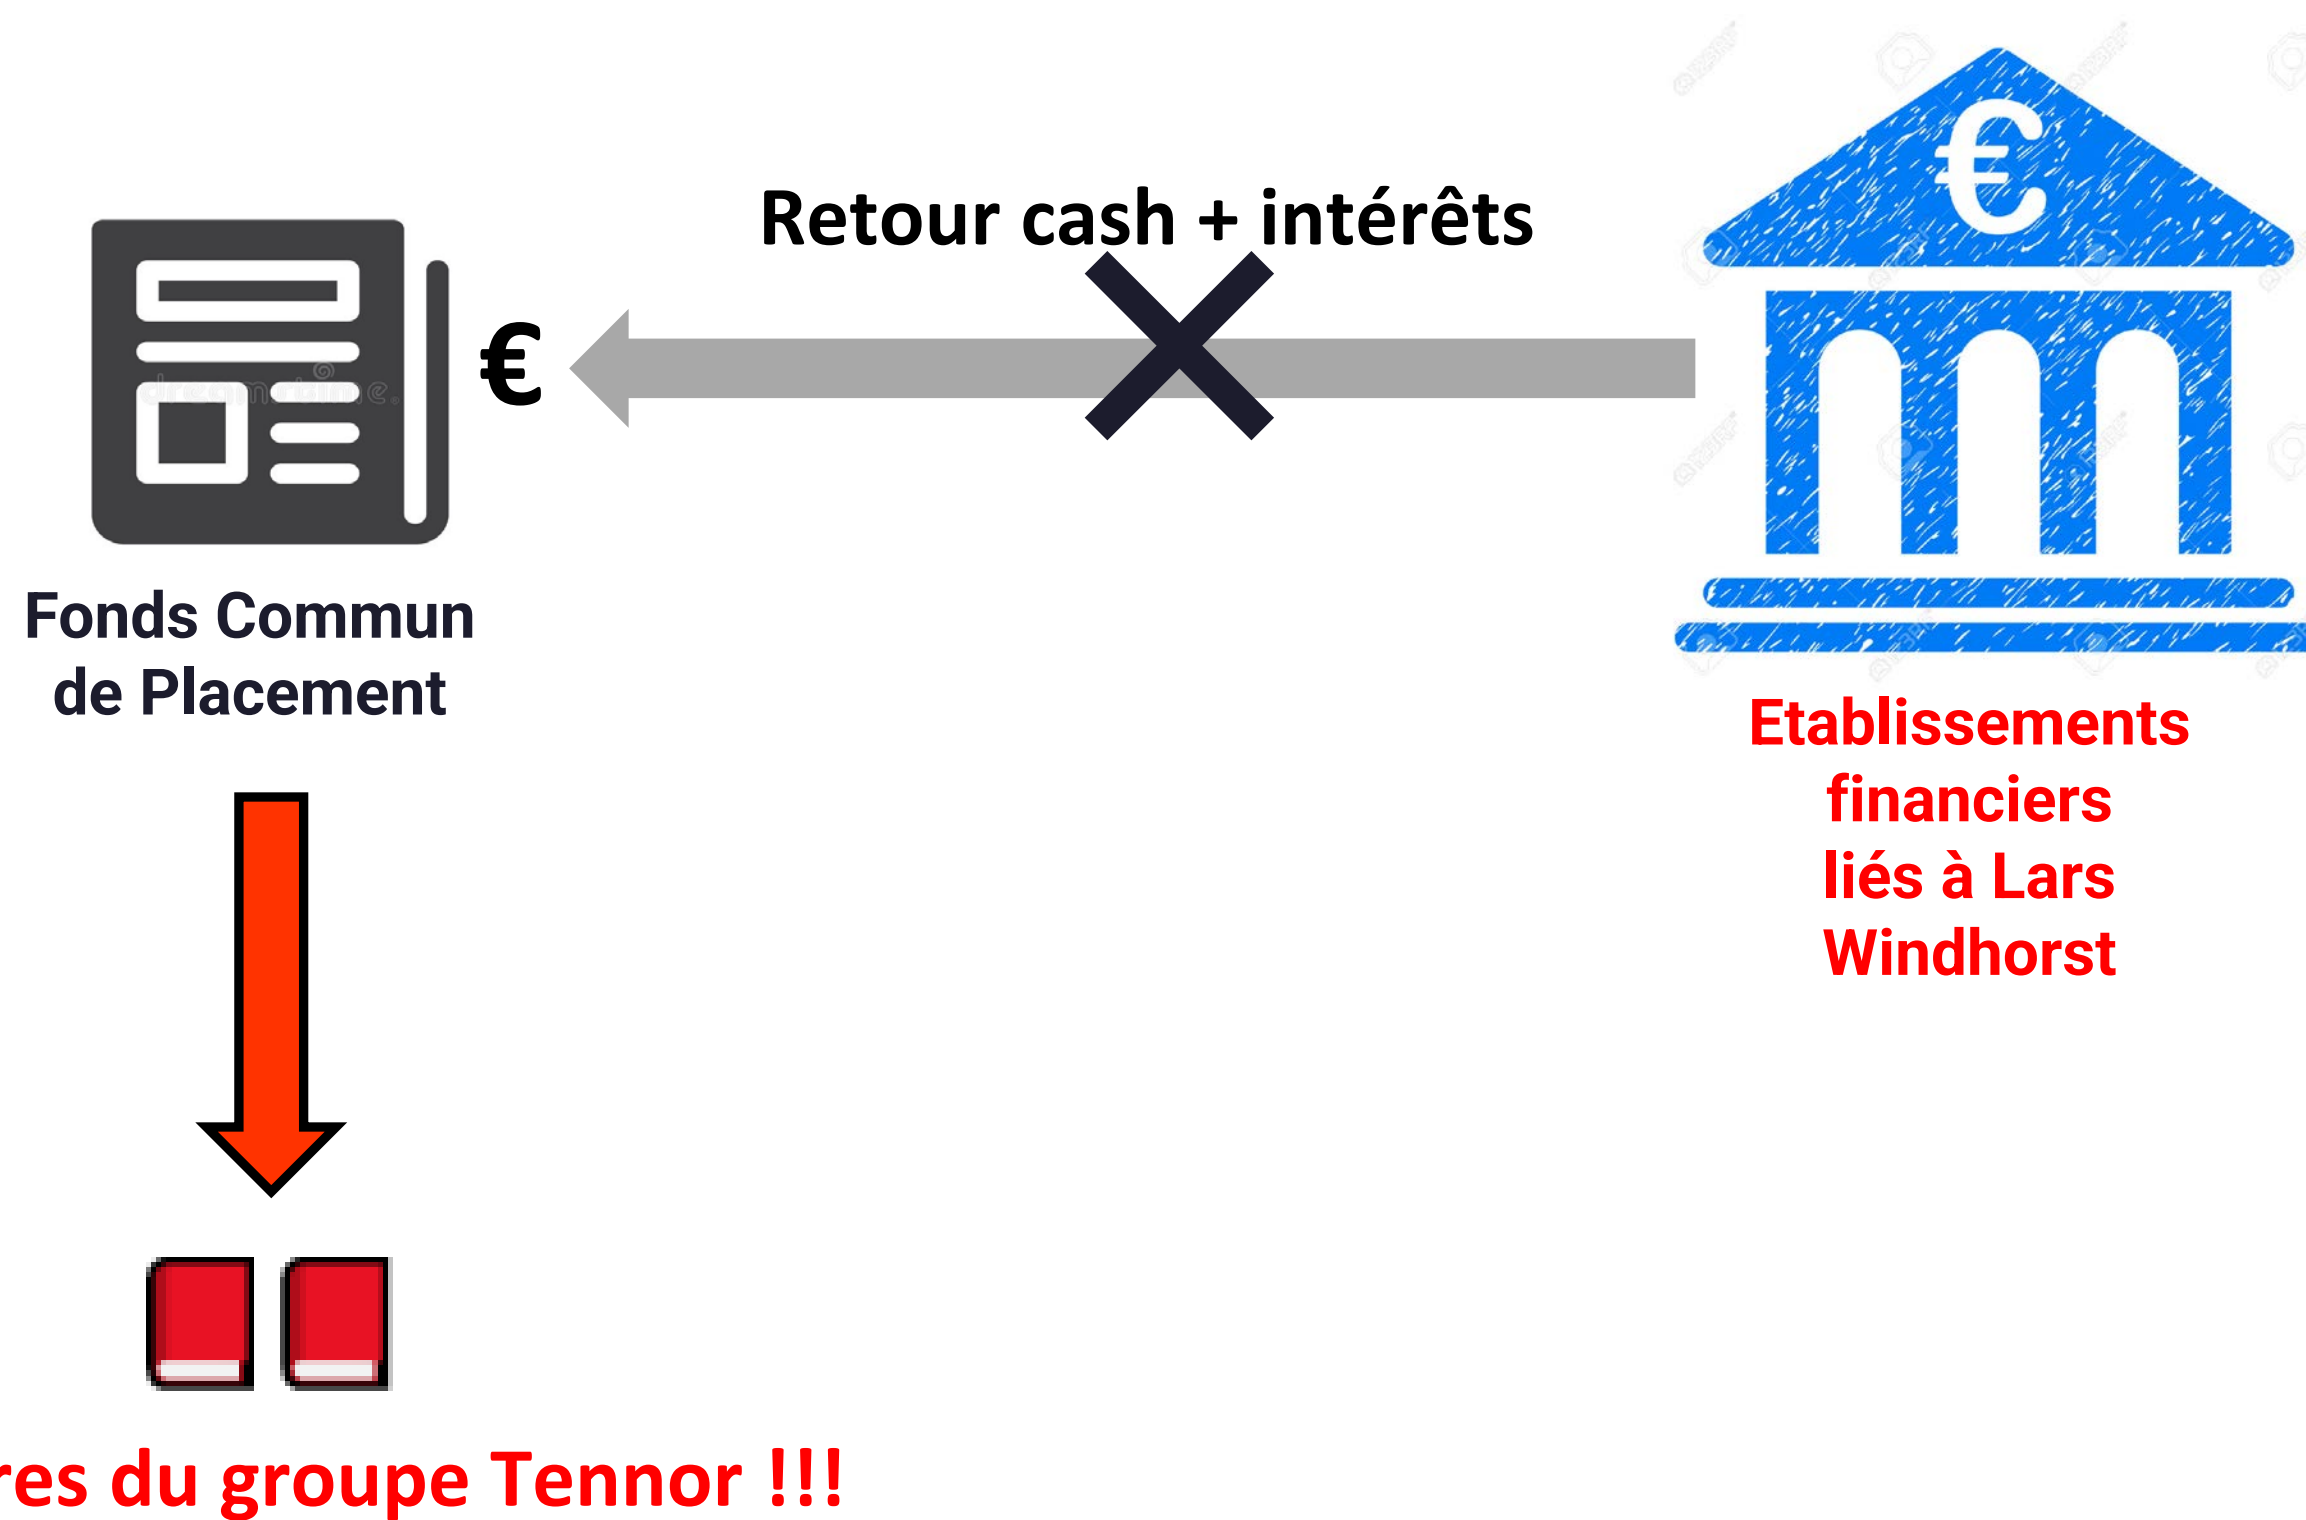 Retour cash + intérêts
€
€
Fonds Commun
de Placement
Etablissements
financiers
liés à Lars
Windhorst
res du groupe Tennor !!!